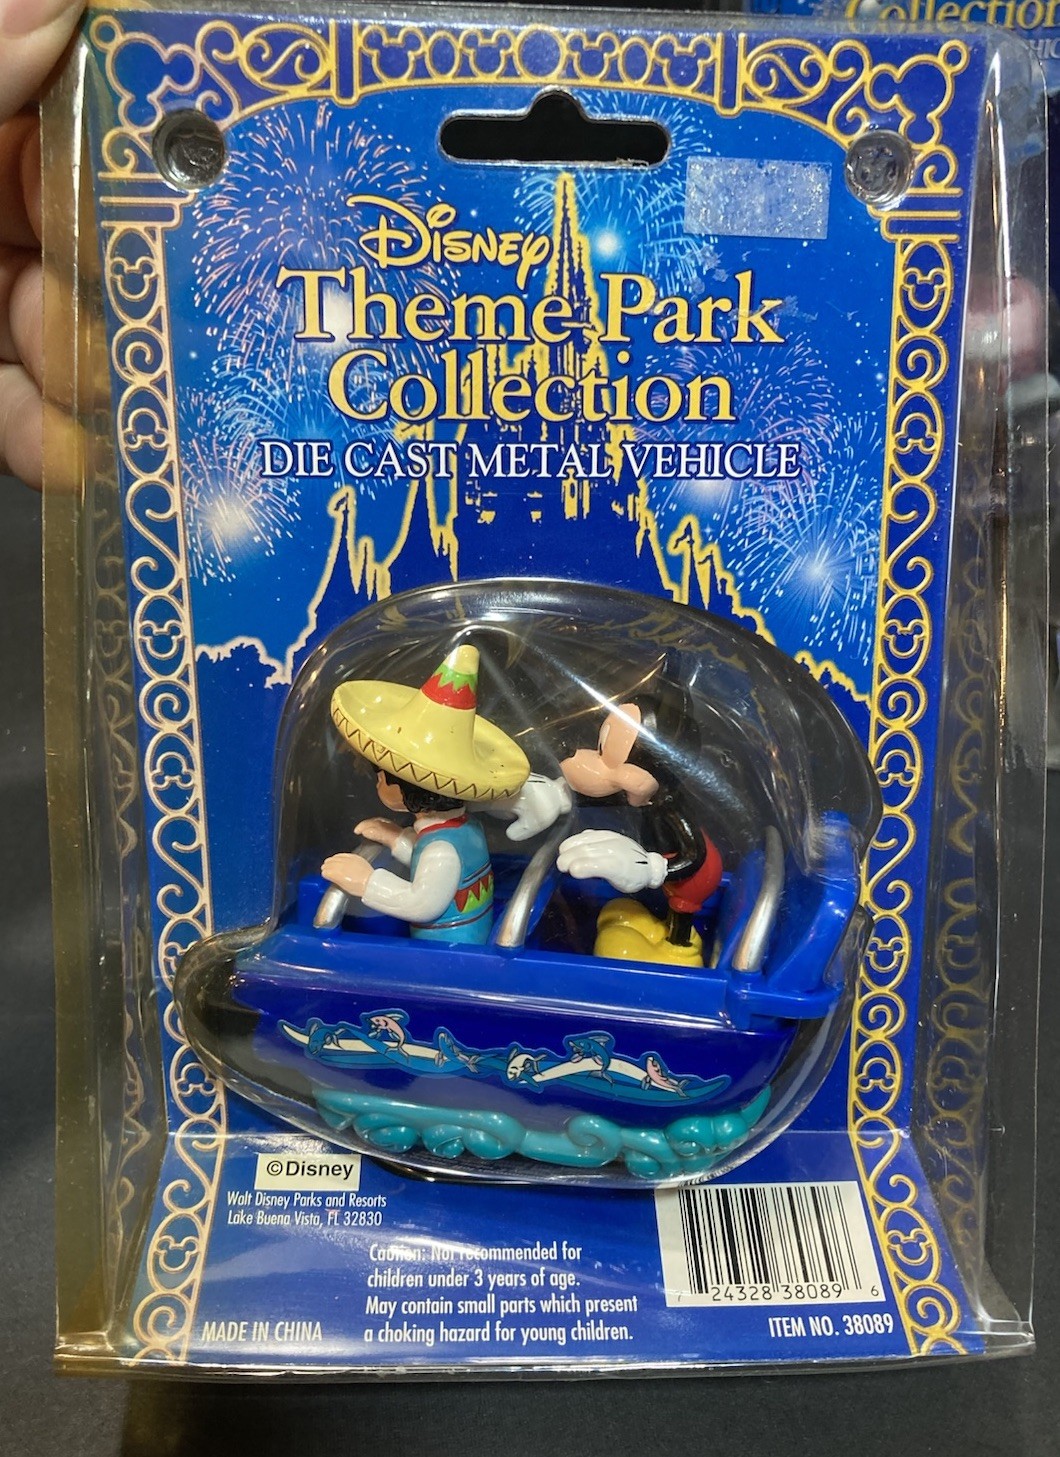 Collection
Disney
Theme Park
Collection
DIE CAST METAL VEHICLE
©Disney
Walt Disney Parks and Resorts
Lake Buena Vista, FL 32830
Caution: Not recommended for
children under 3 years of age.
May contain small parts which present
a choking hazard for young children.
MADE IN CHINA
7 24328 38089 6
ITEM NO. 38089